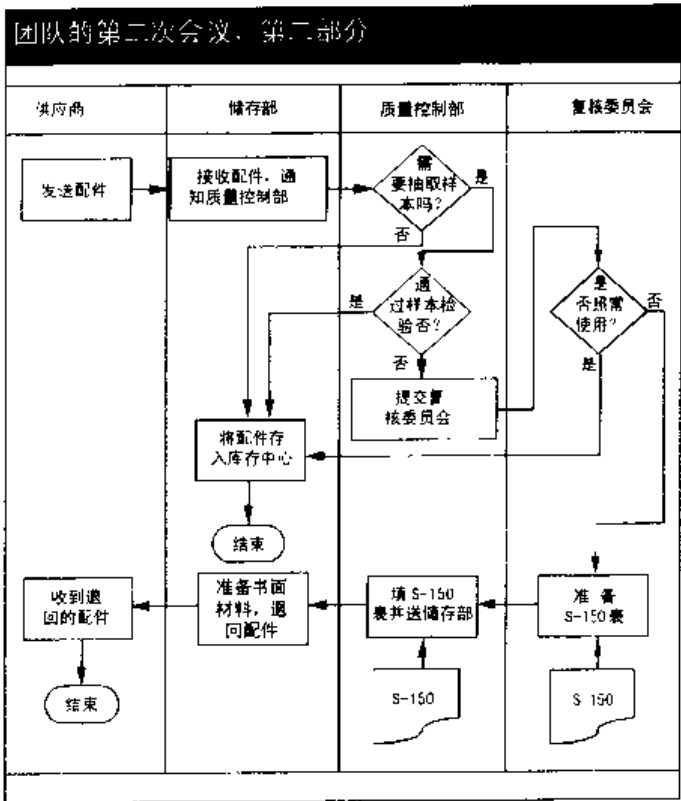 团队的第二次会议、第二部分
供应商
储存部
质量控制部
复核委员会
发送配件
接收配件，通
知质量控制部
需
要抽取样
本吗？
是
否
通
过样本检
验否？
是
否
是
否照常
使用？
否
是
提交复
核委员会
将配件存
入库存中心
结束
收到退
回的配件
准备书面
材料，退
回配件
填 S-150
表并送储存部
准 备
S-150 表
结束
S-150
S-150